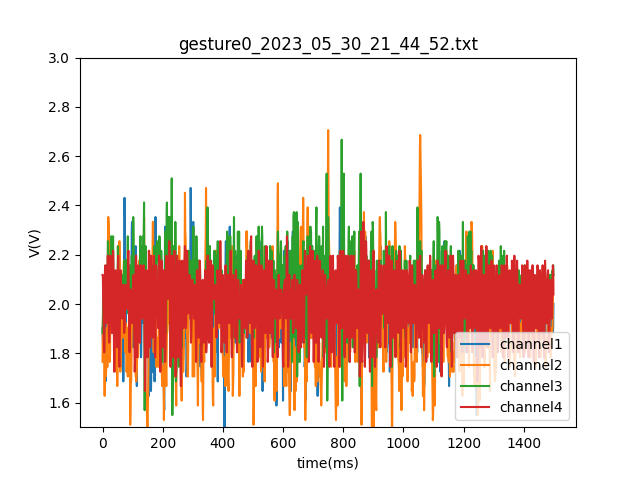 gesture0_2023_05_30_21_44_52.txt
3.0
2.8
2.6
2.4
2.2
2.0
1.8
1.6
V(V)
channel1
channel2
channel3
channel4
0 200 400 600 800 1000 1200 1400
time(ms)